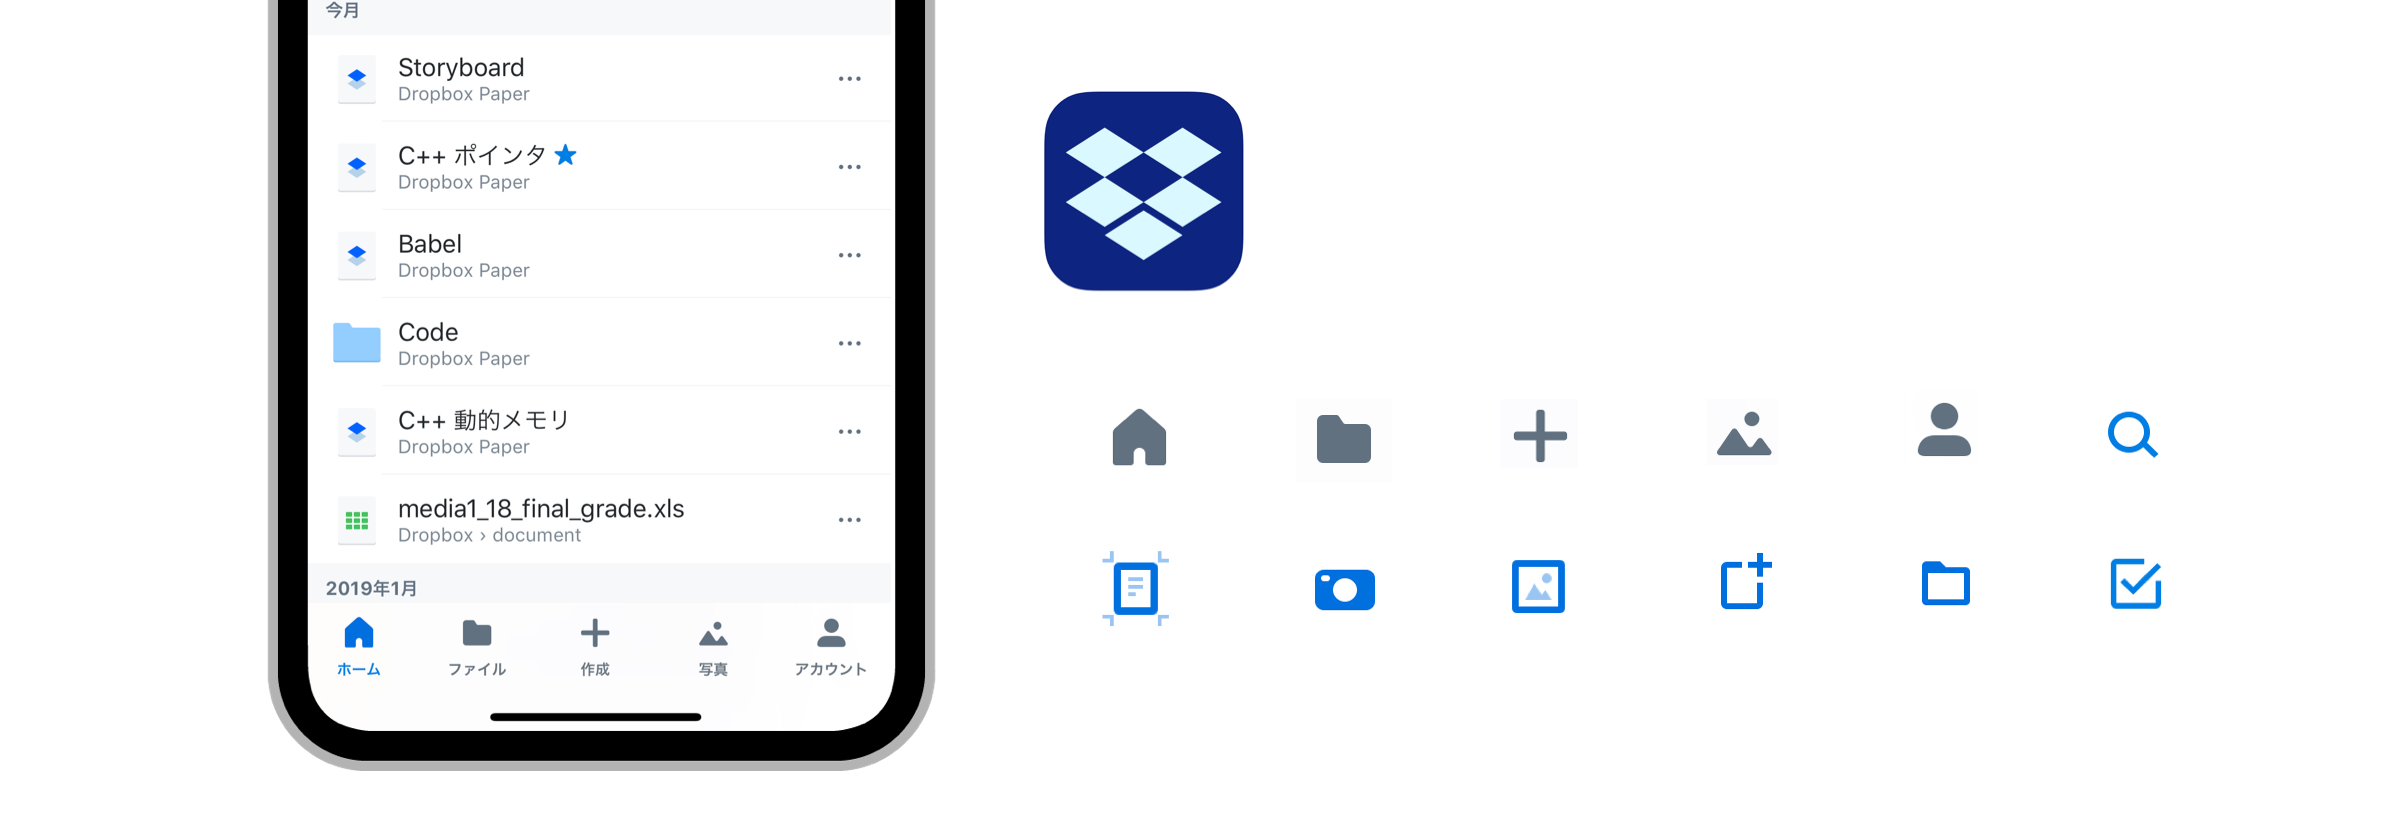 今月
Storyboard
Dropbox Paper
C++ ポインタ
Dropbox Paper
Babel
Dropbox Paper
Code
Dropbox Paper
C++ 動的メモリ
Dropbox Paper
media1_18_final_grade.xls
Dropbox › document
2019年1月
ホーム ファイル 作成 写真 アカウント